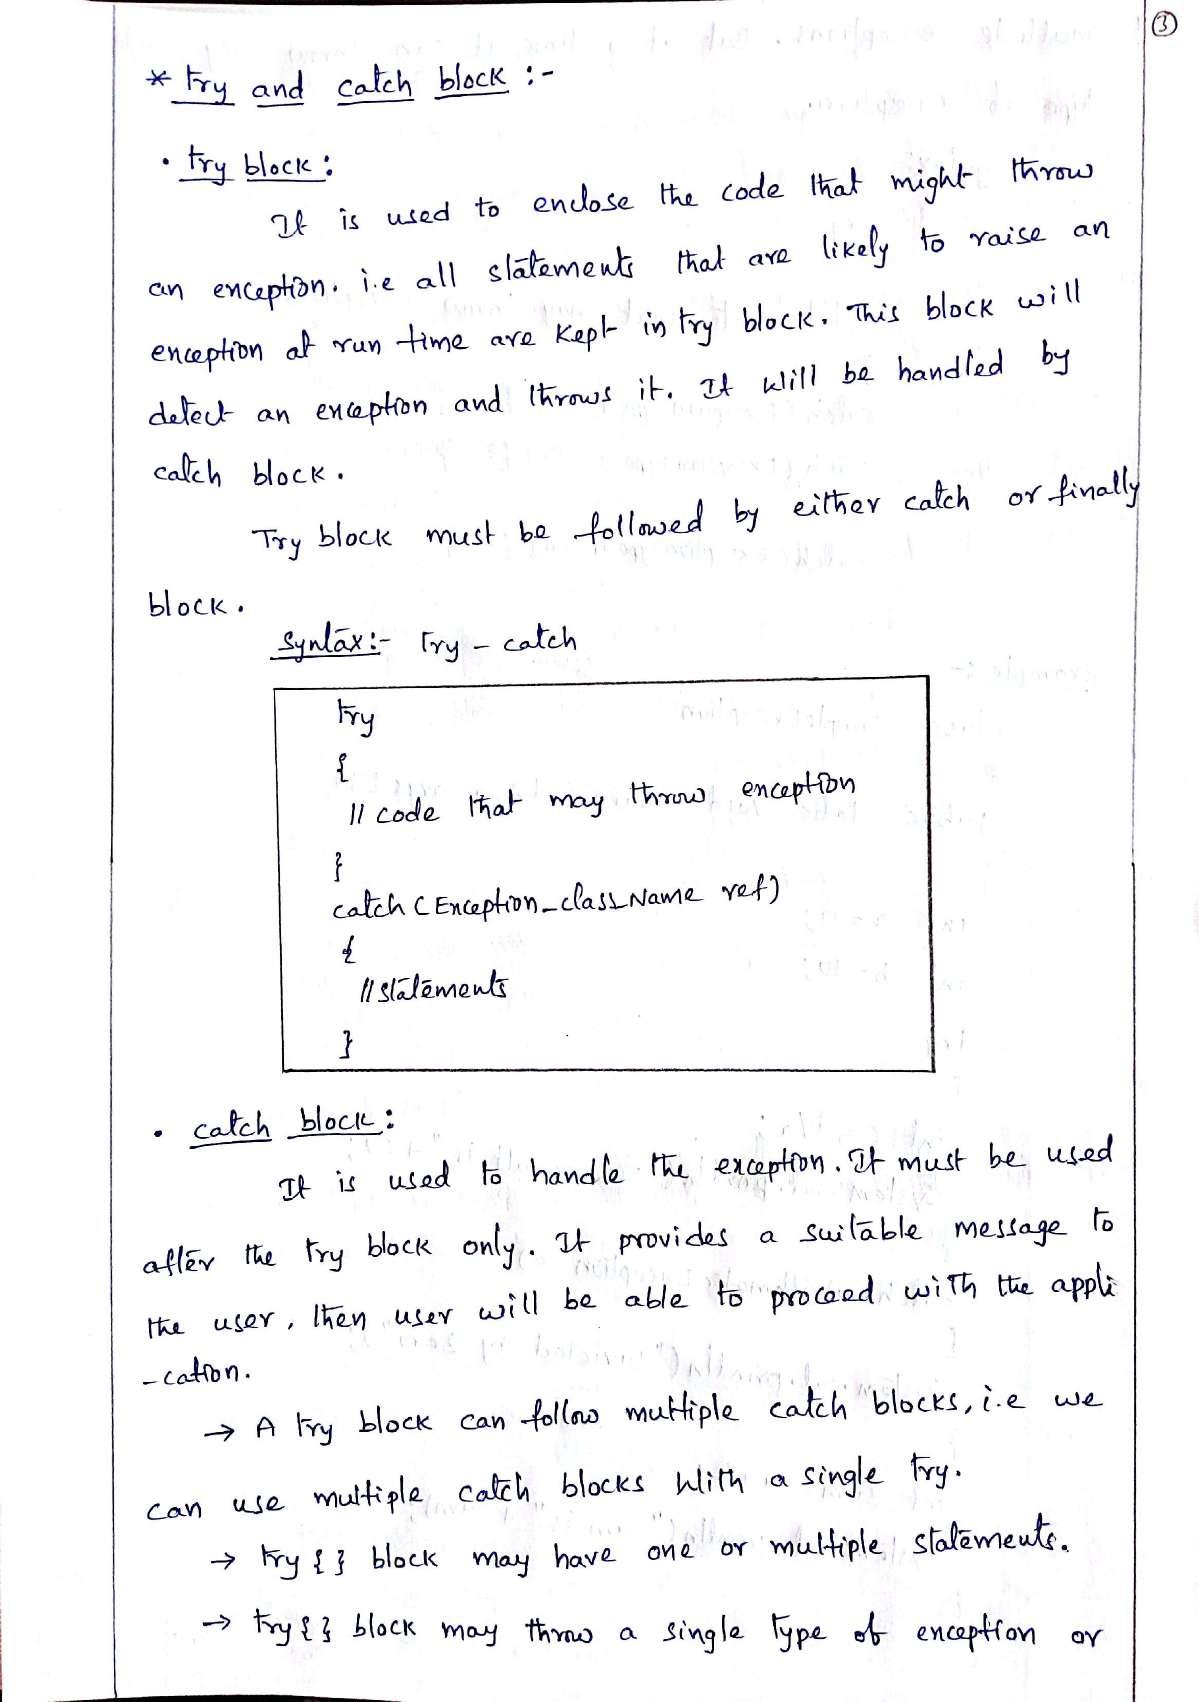 3
* try and catch block :-
• try block :
It is used to enclose the code that might throw
an exception. i.e all statements that are likely to raise an
exception at run time are kept in try block. This block will
detect an exception and throws it. It will be handled by
catch block.
Try block must be followed by either catch or finally
block.
Syntax :- Try - catch
try
{
// code that may throw exception
}
catch (Exception_class_Name ref)
{
// statements
}
• catch block :
It is used to handle the exception. It must be used
after the try block only. It provides a suitable message to
the user, then user will be able to proceed with the appli
-cation.
→ A try block can follow multiple catch blocks, i.e we
can use multiple catch blocks with a single try.
→ try { } block may have one or multiple statements.
→ try { } block may throw a single type of exception or